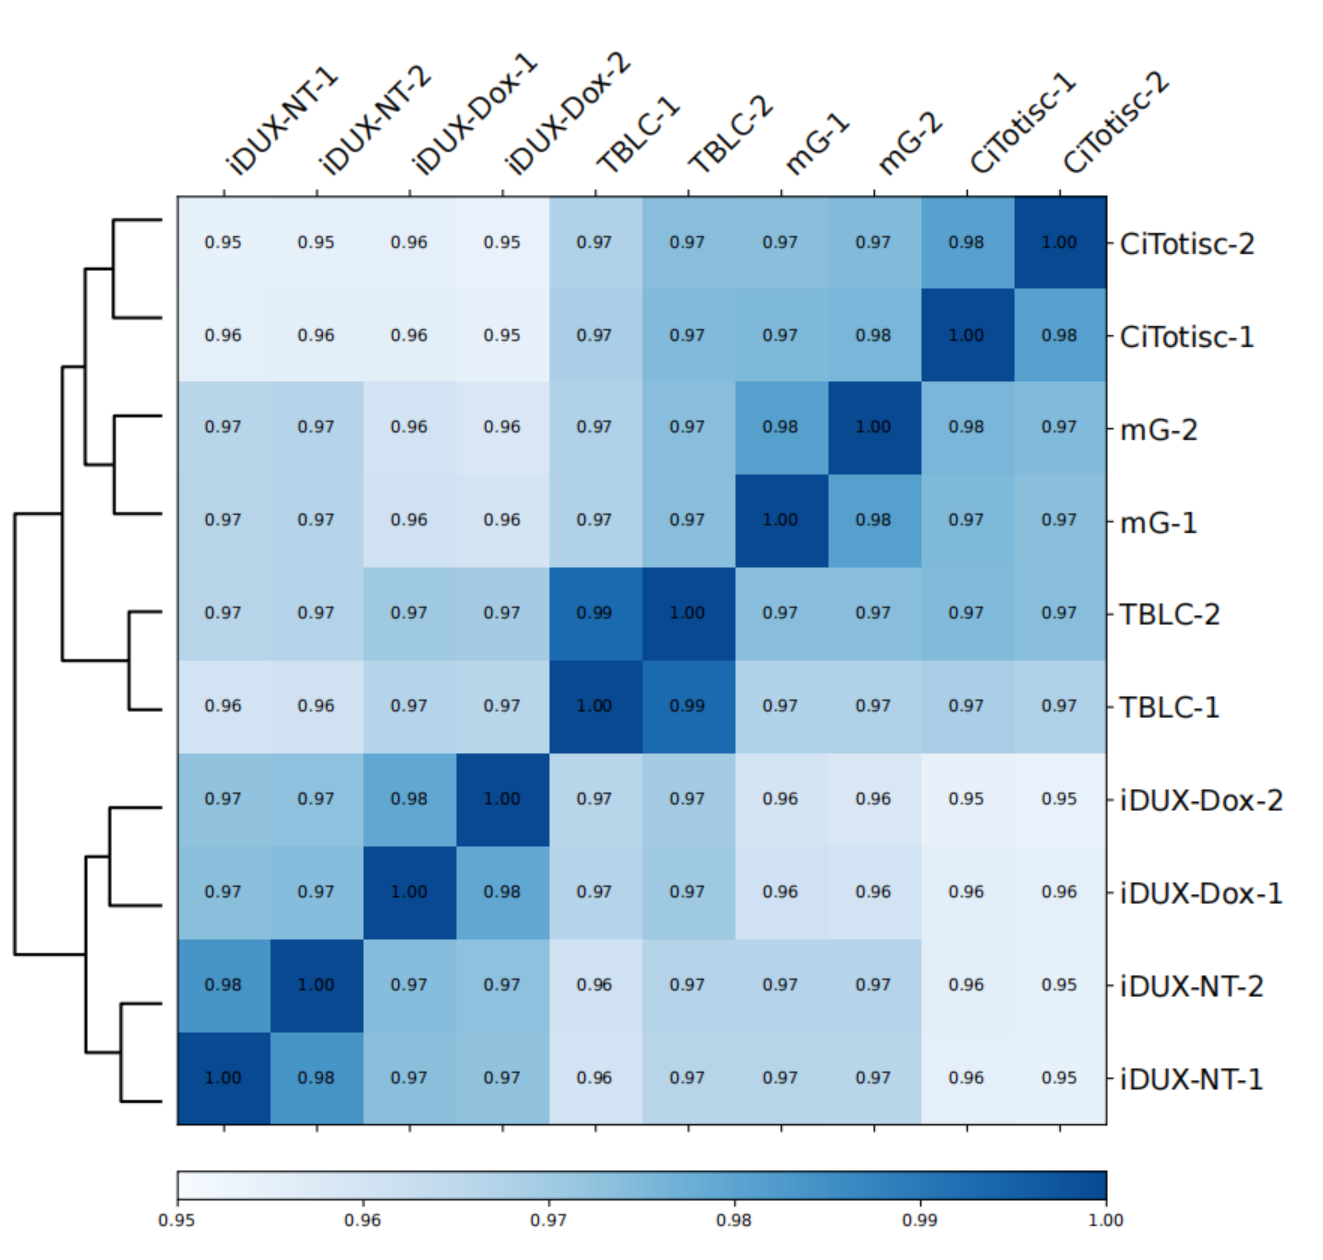 iDUX-NT-1 iDUX-NT-2 iDUX-Dox-1 iDUX-Dox-2 TBLC-1 TBLC-2 mG-1 mG-2 CiTotisc-1 CiTotisc-2
0.95 0.95 0.96 0.95 0.97 0.97 0.97 0.97 0.98 1.00 CiTotisc-2
0.96 0.96 0.96 0.95 0.97 0.97 0.97 0.98 1.00 0.98 CiTotisc-1
0.97 0.97 0.96 0.96 0.97 0.97 0.98 1.00 0.98 0.97 mG-2
0.97 0.97 0.96 0.96 0.97 0.97 1.00 0.98 0.97 0.97 mG-1
0.97 0.97 0.97 0.97 0.99 1.00 0.97 0.97 0.97 0.97 TBLC-2
0.96 0.96 0.97 0.97 1.00 0.99 0.97 0.97 0.97 0.97 TBLC-1
0.97 0.97 0.98 1.00 0.97 0.97 0.96 0.96 0.95 0.95 iDUX-Dox-2
0.97 0.97 1.00 0.98 0.97 0.97 0.96 0.96 0.96 0.96 iDUX-Dox-1
0.98 1.00 0.97 0.97 0.96 0.97 0.97 0.97 0.96 0.95 iDUX-NT-2
1.00 0.98 0.97 0.97 0.96 0.97 0.97 0.97 0.96 0.95 iDUX-NT-1
0.95 0.96 0.97 0.98 0.99 1.00